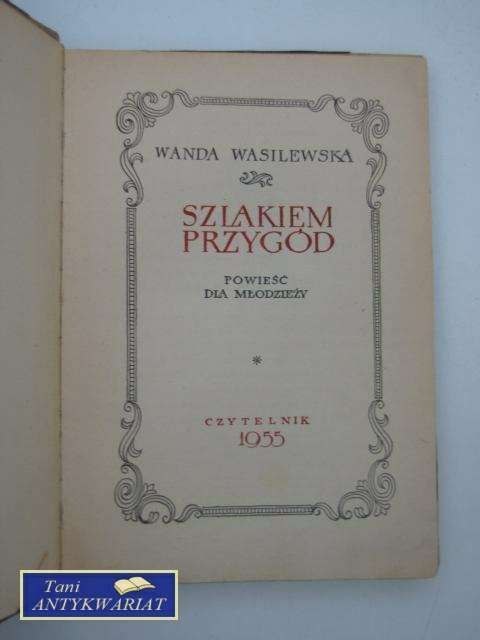 WANDA WASILEWSKA
SZLAKIEM
PRZYGÓD
POWIEŚĆ
DLA MŁODZIEŻY
*
CZYTELNIK
1955
Tani
ANTYKWARIAT